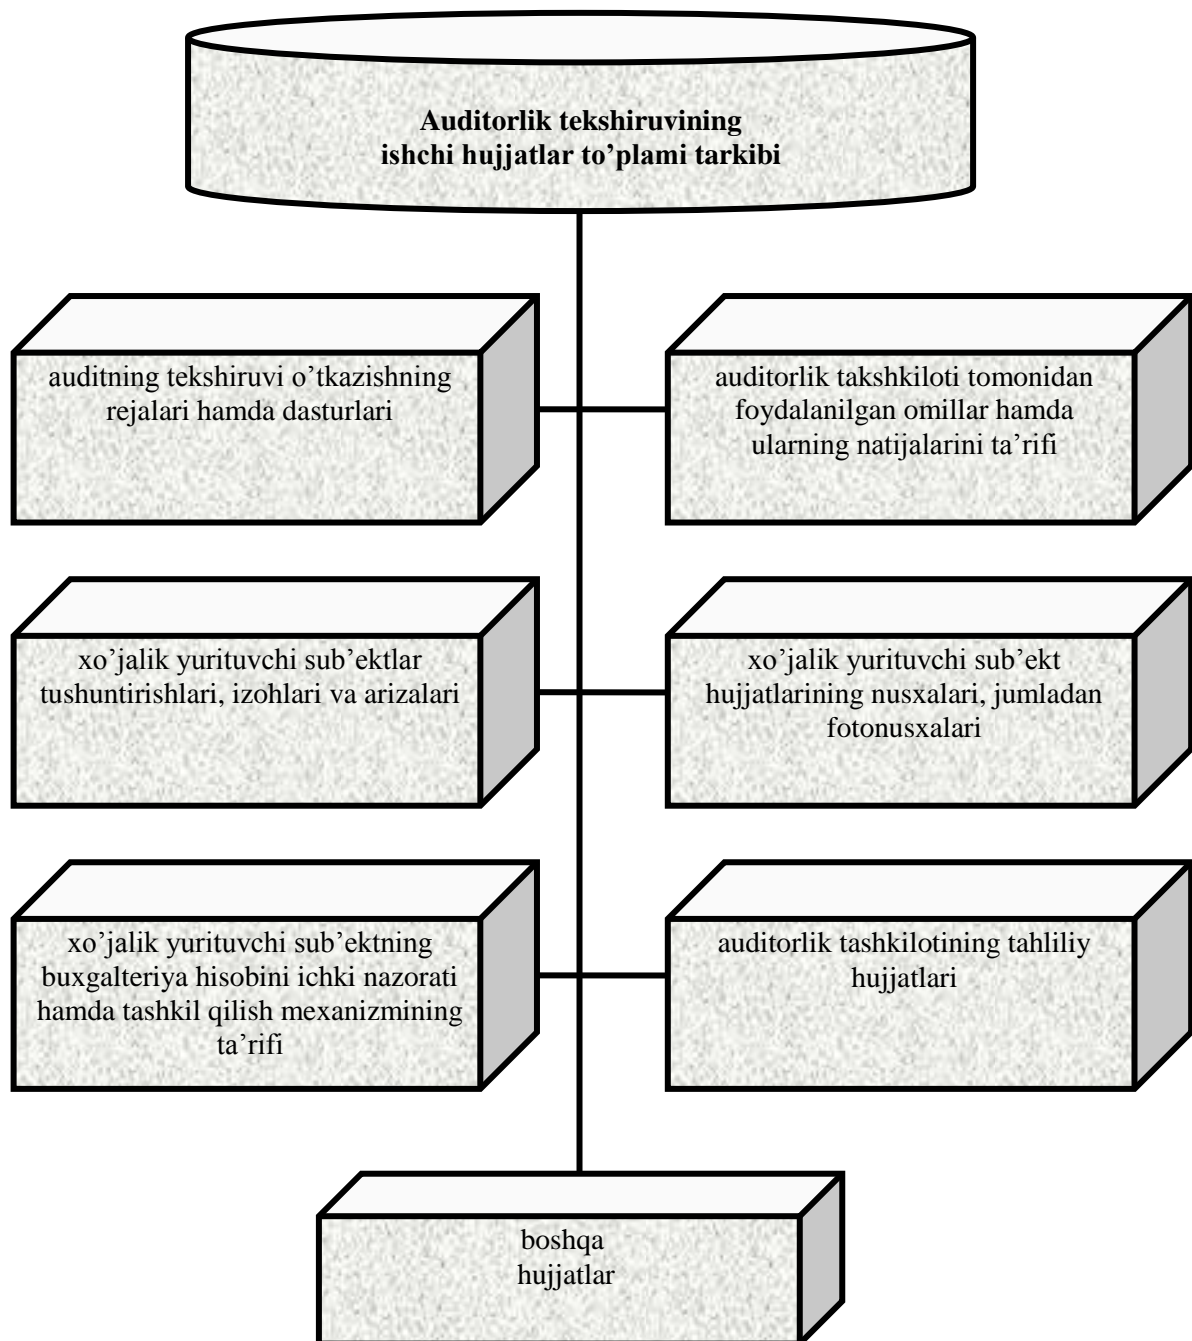 Auditorlik tekshiruvining
ishchi hujjatlar to’plami tarkibi
auditning tekshiruvi o’tkazishning
rejalari hamda dasturlari
auditorlik takshkiloti tomonidan
foydalanilgan omillar hamda
ularning natijalarini ta’rifi
xo’jalik yurituvchi sub’ektlar
tushuntirishlari, izohlari va arizalari
xo’jalik yurituvchi sub’ekt
hujjatlarining nusxalari, jumladan
fotonusxalari
xo’jalik yurituvchi sub’ektning
buxgalteriya hisobini ichki nazorati
hamda tashkil qilish mexanizmining
ta’rifi
auditorlik tashkilotining tahliliy
hujjatlari
boshqa
hujjatlar